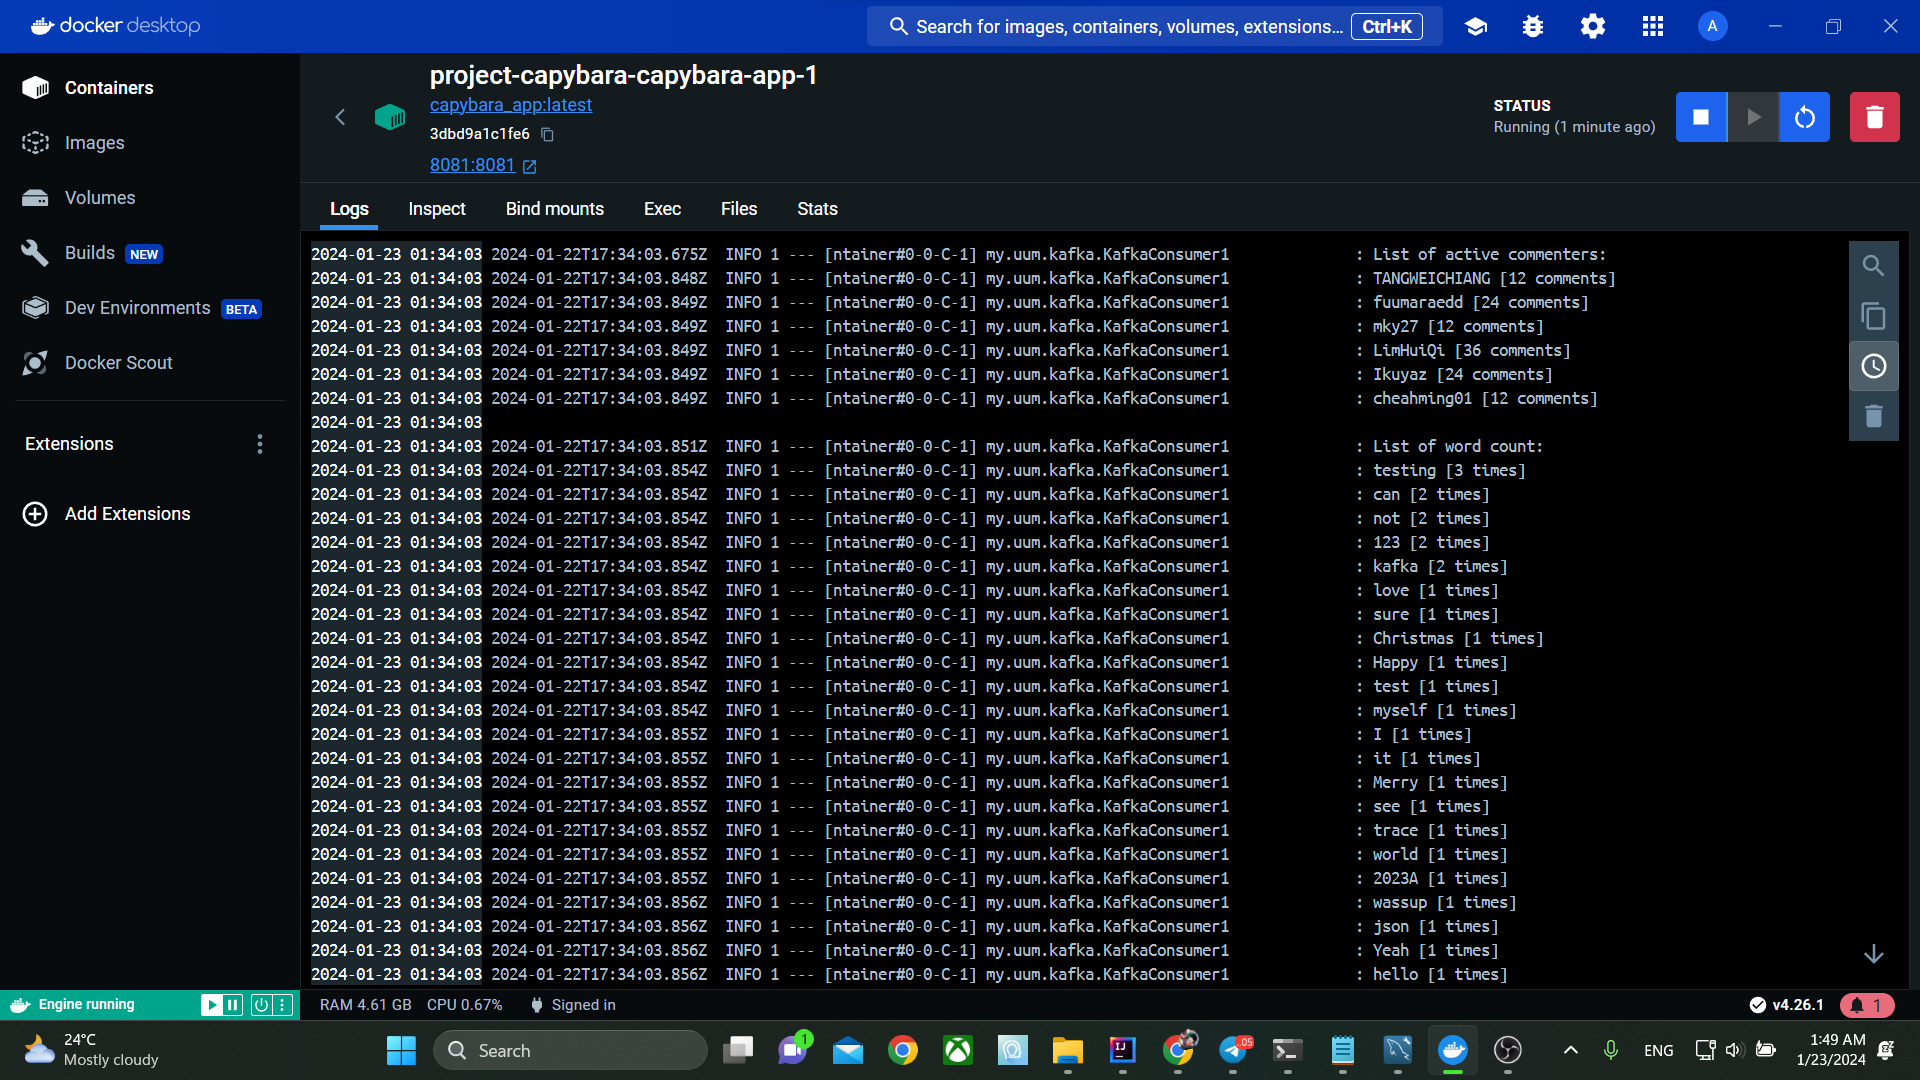 docker desktop
Search for images, containers, volumes, extensions... Ctrl+K
A
Containers
Images
Volumes
Builds NEW
Dev Environments BETA
Docker Scout
Extensions
Add Extensions
project-capybara-capybara-app-1
capybara_app:latest
3dbd9a1c1fe6
8081:8081
STATUS
Running (1 minute ago)
Logs Inspect Bind mounts Exec Files Stats
2024-01-23 01:34:03 2024-01-22T17:34:03.675Z INFO 1 --- [ntainer#0-0-C-1] my.uum.kafka.KafkaConsumer1 : List of active commenters:
2024-01-23 01:34:03 2024-01-22T17:34:03.848Z INFO 1 --- [ntainer#0-0-C-1] my.uum.kafka.KafkaConsumer1 : TANGWEICHIANG [12 comments]
2024-01-23 01:34:03 2024-01-22T17:34:03.849Z INFO 1 --- [ntainer#0-0-C-1] my.uum.kafka.KafkaConsumer1 : fuumaraedd [24 comments]
2024-01-23 01:34:03 2024-01-22T17:34:03.849Z INFO 1 --- [ntainer#0-0-C-1] my.uum.kafka.KafkaConsumer1 : mky27 [12 comments]
2024-01-23 01:34:03 2024-01-22T17:34:03.849Z INFO 1 --- [ntainer#0-0-C-1] my.uum.kafka.KafkaConsumer1 : LimHuiQi [36 comments]
2024-01-23 01:34:03 2024-01-22T17:34:03.849Z INFO 1 --- [ntainer#0-0-C-1] my.uum.kafka.KafkaConsumer1 : Ikuyaz [24 comments]
2024-01-23 01:34:03 2024-01-22T17:34:03.849Z INFO 1 --- [ntainer#0-0-C-1] my.uum.kafka.KafkaConsumer1 : cheahming01 [12 comments]
2024-01-23 01:34:03
2024-01-23 01:34:03 2024-01-22T17:34:03.851Z INFO 1 --- [ntainer#0-0-C-1] my.uum.kafka.KafkaConsumer1 : List of word count:
2024-01-23 01:34:03 2024-01-22T17:34:03.854Z INFO 1 --- [ntainer#0-0-C-1] my.uum.kafka.KafkaConsumer1 : testing [3 times]
2024-01-23 01:34:03 2024-01-22T17:34:03.854Z INFO 1 --- [ntainer#0-0-C-1] my.uum.kafka.KafkaConsumer1 : can [2 times]
2024-01-23 01:34:03 2024-01-22T17:34:03.854Z INFO 1 --- [ntainer#0-0-C-1] my.uum.kafka.KafkaConsumer1 : not [2 times]
2024-01-23 01:34:03 2024-01-22T17:34:03.854Z INFO 1 --- [ntainer#0-0-C-1] my.uum.kafka.KafkaConsumer1 : 123 [2 times]
2024-01-23 01:34:03 2024-01-22T17:34:03.854Z INFO 1 --- [ntainer#0-0-C-1] my.uum.kafka.KafkaConsumer1 : kafka [2 times]
2024-01-23 01:34:03 2024-01-22T17:34:03.854Z INFO 1 --- [ntainer#0-0-C-1] my.uum.kafka.KafkaConsumer1 : love [1 times]
2024-01-23 01:34:03 2024-01-22T17:34:03.854Z INFO 1 --- [ntainer#0-0-C-1] my.uum.kafka.KafkaConsumer1 : sure [1 times]
2024-01-23 01:34:03 2024-01-22T17:34:03.854Z INFO 1 --- [ntainer#0-0-C-1] my.uum.kafka.KafkaConsumer1 : Christmas [1 times]
2024-01-23 01:34:03 2024-01-22T17:34:03.854Z INFO 1 --- [ntainer#0-0-C-1] my.uum.kafka.KafkaConsumer1 : Happy [1 times]
2024-01-23 01:34:03 2024-01-22T17:34:03.854Z INFO 1 --- [ntainer#0-0-C-1] my.uum.kafka.KafkaConsumer1 : test [1 times]
2024-01-23 01:34:03 2024-01-22T17:34:03.854Z INFO 1 --- [ntainer#0-0-C-1] my.uum.kafka.KafkaConsumer1 : myself [1 times]
2024-01-23 01:34:03 2024-01-22T17:34:03.855Z INFO 1 --- [ntainer#0-0-C-1] my.uum.kafka.KafkaConsumer1 : I [1 times]
2024-01-23 01:34:03 2024-01-22T17:34:03.855Z INFO 1 --- [ntainer#0-0-C-1] my.uum.kafka.KafkaConsumer1 : it [1 times]
2024-01-23 01:34:03 2024-01-22T17:34:03.855Z INFO 1 --- [ntainer#0-0-C-1] my.uum.kafka.KafkaConsumer1 : Merry [1 times]
2024-01-23 01:34:03 2024-01-22T17:34:03.855Z INFO 1 --- [ntainer#0-0-C-1] my.uum.kafka.KafkaConsumer1 : see [1 times]
2024-01-23 01:34:03 2024-01-22T17:34:03.855Z INFO 1 --- [ntainer#0-0-C-1] my.uum.kafka.KafkaConsumer1 : trace [1 times]
2024-01-23 01:34:03 2024-01-22T17:34:03.855Z INFO 1 --- [ntainer#0-0-C-1] my.uum.kafka.KafkaConsumer1 : world [1 times]
2024-01-23 01:34:03 2024-01-22T17:34:03.855Z INFO 1 --- [ntainer#0-0-C-1] my.uum.kafka.KafkaConsumer1 : 2023A [1 times]
2024-01-23 01:34:03 2024-01-22T17:34:03.856Z INFO 1 --- [ntainer#0-0-C-1] my.uum.kafka.KafkaConsumer1 : wassup [1 times]
2024-01-23 01:34:03 2024-01-22T17:34:03.856Z INFO 1 --- [ntainer#0-0-C-1] my.uum.kafka.KafkaConsumer1 : json [1 times]
2024-01-23 01:34:03 2024-01-22T17:34:03.856Z INFO 1 --- [ntainer#0-0-C-1] my.uum.kafka.KafkaConsumer1 : Yeah [1 times]
2024-01-23 01:34:03 2024-01-22T17:34:03.856Z INFO 1 --- [ntainer#0-0-C-1] my.uum.kafka.KafkaConsumer1 : hello [1 times]
Engine running
RAM 4.61 GB CPU 0.67% Signed in
v4.26.1
1
24°C
Mostly cloudy
Search
1
IJ
.05
ENG
1:49 AM
1/23/2024